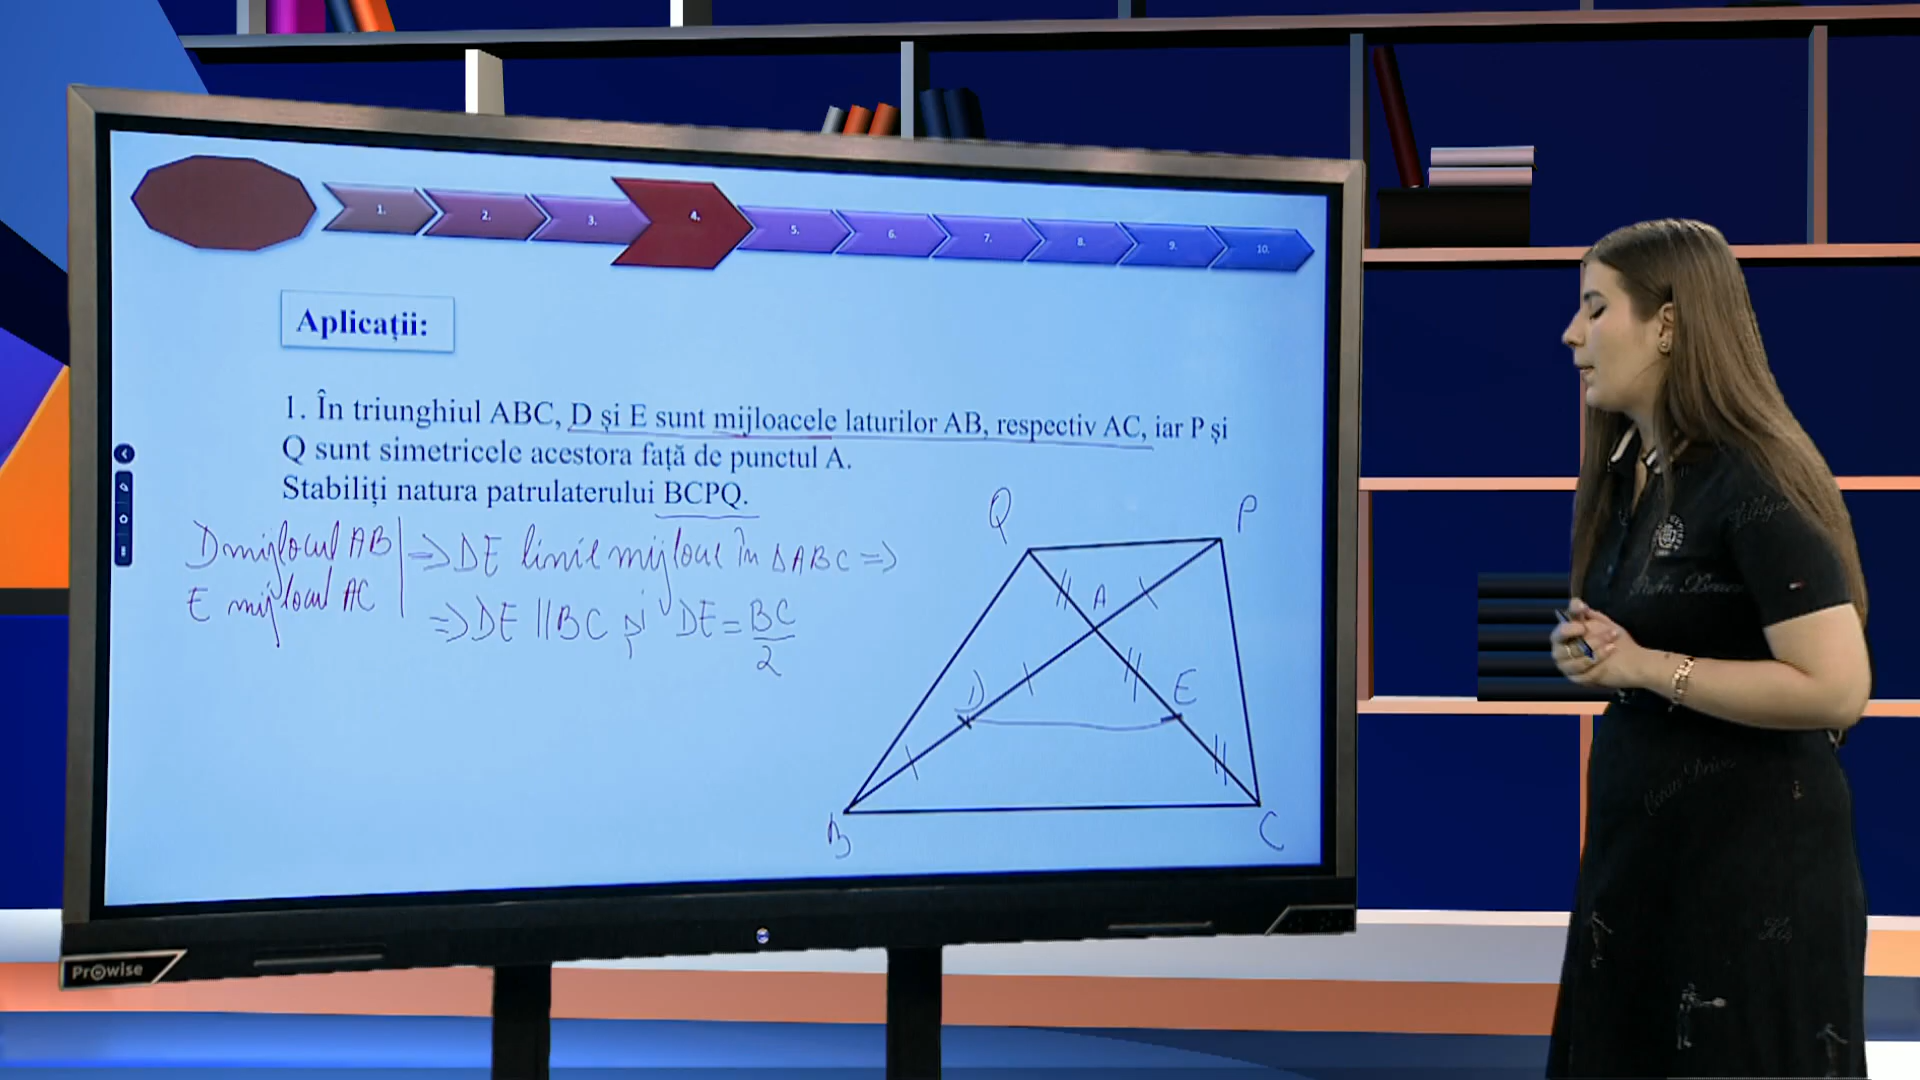 1. 2. 3. 4. 5. 6. 7. 8. 9. 10.
Aplicații:
1. În triunghiul ABC, D și E sunt mijloacele laturilor AB, respectiv AC, iar P și
Q sunt simetricele acestora față de punctul A.
Stabiliți natura patrulaterului BCPQ.
D mijlocul AB
E mijlocul AC
=> DE linie mijloc în ΔABC =>
=> DE || BC și DE = BC/2
Q P
A
D E
B C
Prowise